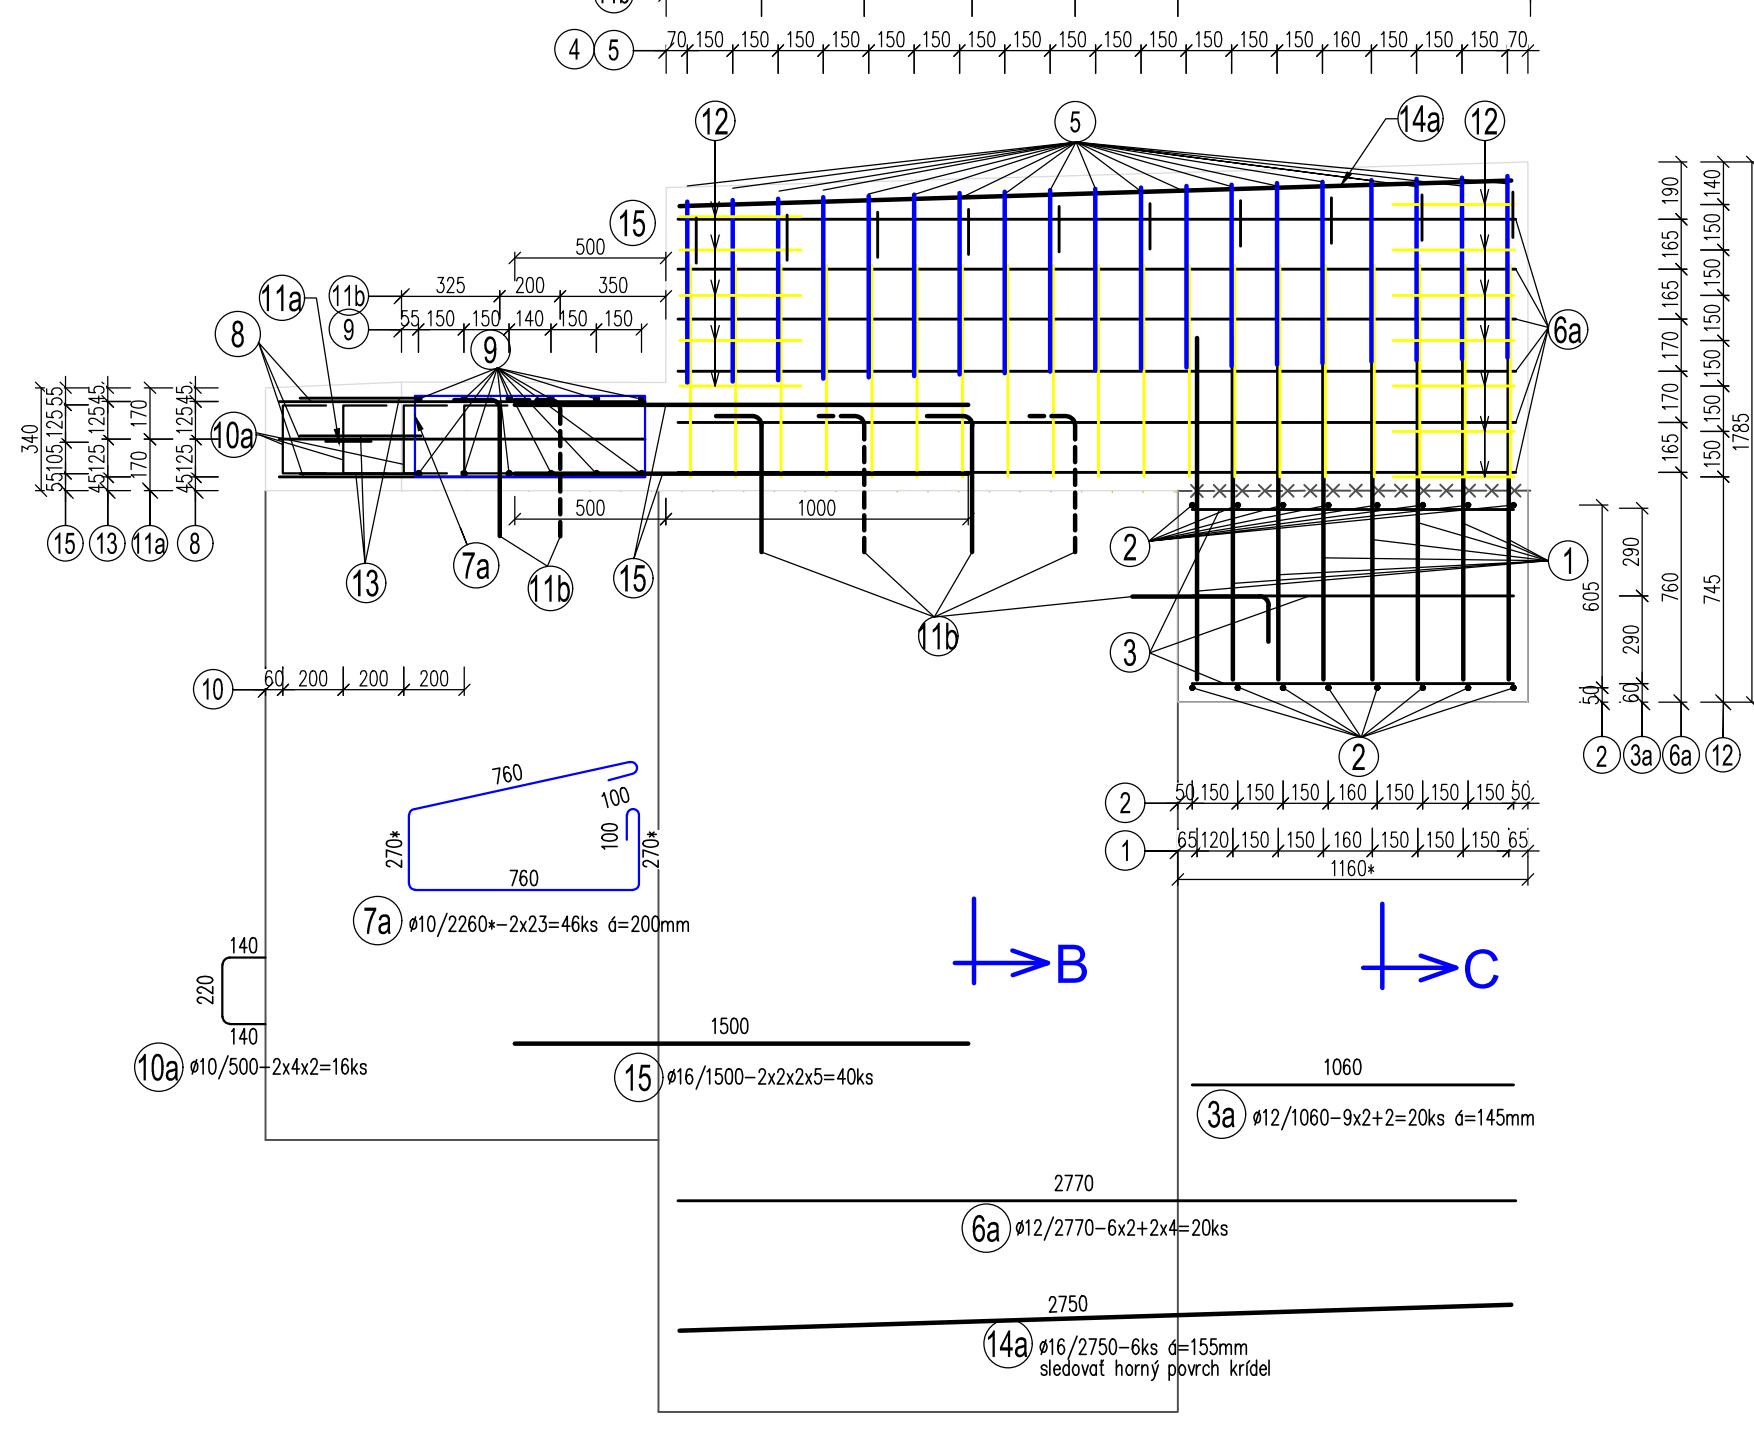 11b
4 5 70 150 150 150 150 150 150 150 150 150 150 150 150 150 150 160 150 150 150 70
12 5 14a 12
15
500
11b 325 200 350
9 55 150 150 140 150 150
11a
8
9
10a
6a
340
55 105 125 55
45 125 125 45
170 170
45 125 125 45
15 13 11a 8
13
7a
11b
15
500 1000
11b
2
3
1
2
190 165 165 170 170 165 760
140 150 150 150 150 150 150 745
1785
605 50
290 290 60
2 3a 6a 12
10 60 200 200 200
2 50 150 150 150 160 150 150 150 50
1 65 120 150 150 160 150 150 150 65
1160*
760
100
100
270*
270*
760
7a ø10/2260*-2x23=46ks á=200mm
B
C
140
220
140
10a ø10/500-2x4x2=16ks
1500
15 ø16/1500-2x2x2x5=40ks
1060
3a ø12/1060-9x2+2=20ks á=145mm
2770
6a ø12/2770-6x2+2x4=20ks
2750
14a ø16/2750-6ks á=155mm
sledovať horný povrch krídel